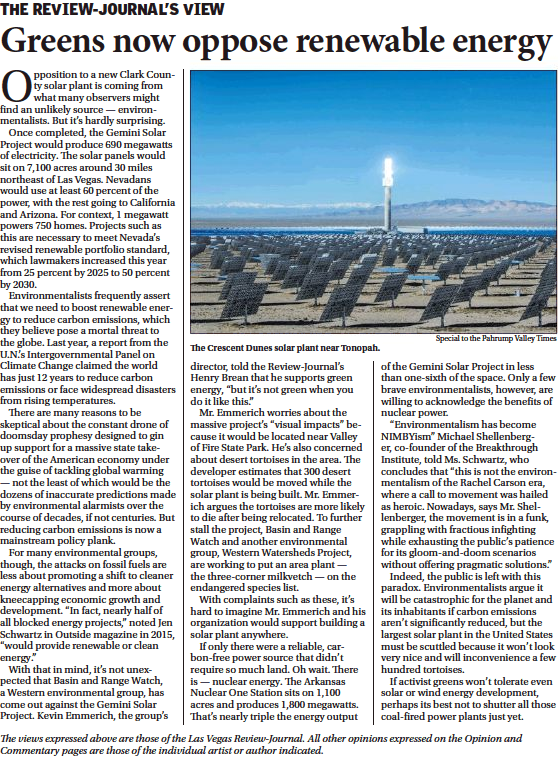 THE REVIEW-JOURNAL'S VIEW
Greens now oppose renewable energy
Opposition to a new Clark Coun-
ty solar plant is coming from
what many observers might
find an unlikely source — environ-
mentalists. But it's hardly surprising.
Once completed, the Gemini Solar
Project would produce 690 megawatts
of electricity. The solar panels would
sit on 7,100 acres around 30 miles
northeast of Las Vegas. Nevadans
would use at least 60 percent of the
power, with the rest going to California
and Arizona. For context, 1 megawatt
powers 750 homes. Projects such as
this are necessary to meet Nevada's
revised renewable portfolio standard,
which lawmakers increased this year
from 25 percent by 2025 to 50 percent
by 2030.
Environmentalists frequently assert
that we need to boost renewable ener-
gy to reduce carbon emissions, which
they believe pose a mortal threat to
the globe. Last year, a report from the
U.N.'s Intergovernmental Panel on
Climate Change claimed the world
has just 12 years to reduce carbon
emissions or face widespread disasters
from rising temperatures.
There are many reasons to be
skeptical about the constant drone of
doomsday prophesy designed to gin
up support for a massive state take-
over of the American economy under
the guise of tackling global warming
— not the least of which would be the
dozens of inaccurate predictions made
by environmental alarmists over the
course of decades, if not centuries. But
reducing carbon emissions is now a
mainstream policy plank.
For many environmental groups,
though, the attacks on fossil fuels are
less about promoting a shift to cleaner
energy alternatives and more about
kneecapping economic growth and
development. "In fact, nearly half of
all blocked energy projects," noted Jen
Schwartz in Outside magazine in 2015,
"would provide renewable or clean
energy."
With that in mind, it's not unex-
pected that Basin and Range Watch,
a Western environmental group, has
come out against the Gemini Solar
Project. Kevin Emmerich, the group's
Special to the Pahrump Valley Times
The Crescent Dunes solar plant near Tonopah.
director, told the Review-Journal's
Henry Brean that he supports green
energy, "but it's not green when you
do it like this."
Mr. Emmerich worries about the
massive project's "visual impacts" be-
cause it would be located near Valley
of Fire State Park. He's also concerned
about desert tortoises in the area. The
developer estimates that 300 desert
tortoises would be moved while the
solar plant is being built. Mr. Emmer-
ich argues the tortoises are more likely
to die after being relocated. To further
stall the project, Basin and Range
Watch and another environmental
group, Western Watersheds Project,
are working to put an area plant —
the three-corner milkvetch — on the
endangered species list.
With complaints such as these, it's
hard to imagine Mr. Emmerich and his
organization would support building a
solar plant anywhere.
If only there were a reliable, car-
bon-free power source that didn't
require so much land. Oh wait. There
is — nuclear energy. The Arkansas
Nuclear One Station sits on 1,100
acres and produces 1,800 megawatts.
That's nearly triple the energy output
of the Gemini Solar Project in less
than one-sixth of the space. Only a few
brave environmentalists, however, are
willing to acknowledge the benefits of
nuclear power.
"Environmentalism has become
NIMBYism" Michael Shellenberg-
er, co-founder of the Breakthrough
Institute, told Ms. Schwartz, who
concludes that "this is not the environ-
mentalism of the Rachel Carson era,
where a call to movement was hailed
as heroic. Nowadays, says Mr. Shel-
lenberger, the movement is in a funk,
grappling with fractious infighting
while exhausting the public's patience
for its gloom-and-doom scenarios
without offering pragmatic solutions."
Indeed, the public is left with this
paradox. Environmentalists argue it
will be catastrophic for the planet and
its inhabitants if carbon emissions
aren't significantly reduced, but the
largest solar plant in the United States
must be scuttled because it won't look
very nice and will inconvenience a few
hundred tortoises.
If activist greens won't tolerate even
solar or wind energy development,
perhaps its best not to shutter all those
coal-fired power plants just yet.
The views expressed above are those of the Las Vegas Review-Journal. All other opinions expressed on the Opinion and
Commentary pages are those of the individual artist or author indicated.